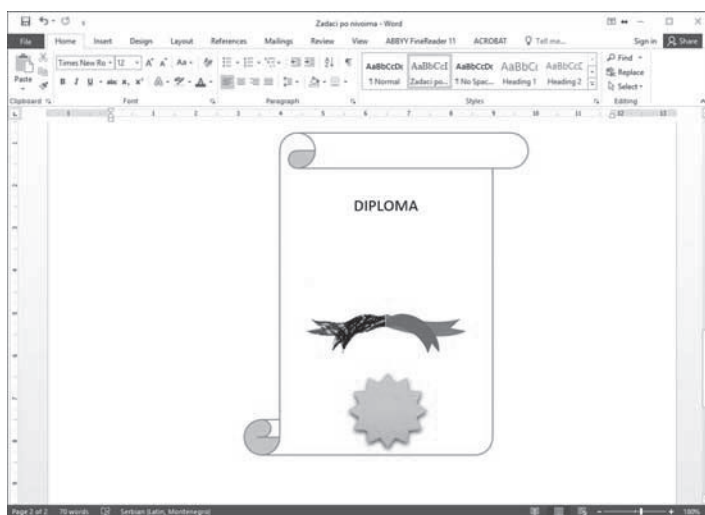 Zadaci po nivoima - Word
File Home Insert Design Layout References Mailings Review View ABBYY FineReader 11 ACROBAT Tell me... Sign in Share
Paste
Times New Ro 12 A A Aa
B I U abc x, x² A
AaBbCcDc AaBbCcI AaBbCcDc AaBbCc AaBbCcC
¶ Normal Zadaci po... ¶ No Spac... Heading 1 Heading 2
Find
Replace
Select
Clipboard Font Paragraph Styles Editing
DIPLOMA
Page 2 of 2 70 words Serbian (Latin, Montenegro) 100%